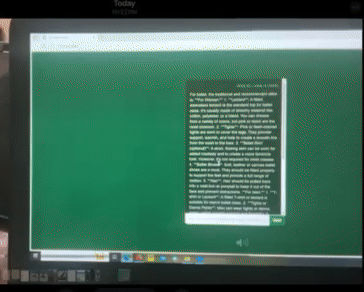 Today
For ballet, the traditional and recommended attire
is: **For Women:** 1. **Leotard**: A fitted
sleeveless leotard is the standard top for ballet
class. It's usually made of stretchy material like
cotton, polyester, or a blend. You can choose
from a variety of colors, but pink or black are the
most common. 2. **Tights**: Pink or flesh-colored
tights are worn to cover the legs. They provide
support, warmth, and help to create a smooth line
from the waist to the toes. 3. **Ballet Skirt
(optional)**: A short, flowing skirt can be worn for
added modesty and to create a more feminine
look. However, it's not required for most classes.
4. **Ballet Shoes**: Soft, leather or canvas ballet
shoes are a must. They should be fitted properly
to support the feet and provide a full range of
motion. 5. **Hair**: Hair should be pulled back
into a neat bun or ponytail to keep it out of the
face and prevent distractions. **For Men:** 1. **T-
shirt or Leotard**: A fitted T-shirt or leotard is
suitable for men's ballet class. 2. **Tights or
Dance Pants**: Men can wear tights or dance